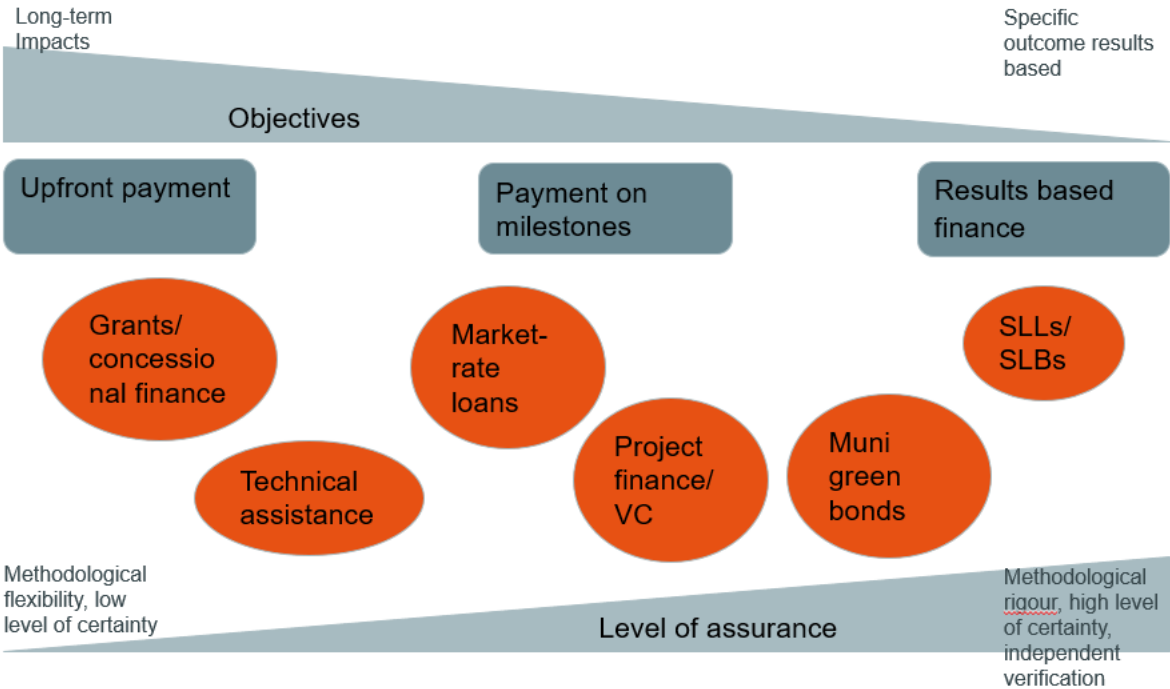 Long-term
Impacts
Specific
outcome results
based
Objectives
Upfront payment
Payment on
milestones
Results based
finance
Grants/
concessio
nal finance
Market-
rate
loans
SLLs/
SLBs
Technical
assistance
Project
finance/
VC
Muni
green
bonds
Methodological
flexibility, low
level of certainty
Level of assurance
Methodological
rigour, high level
of certainty,
independent
verification